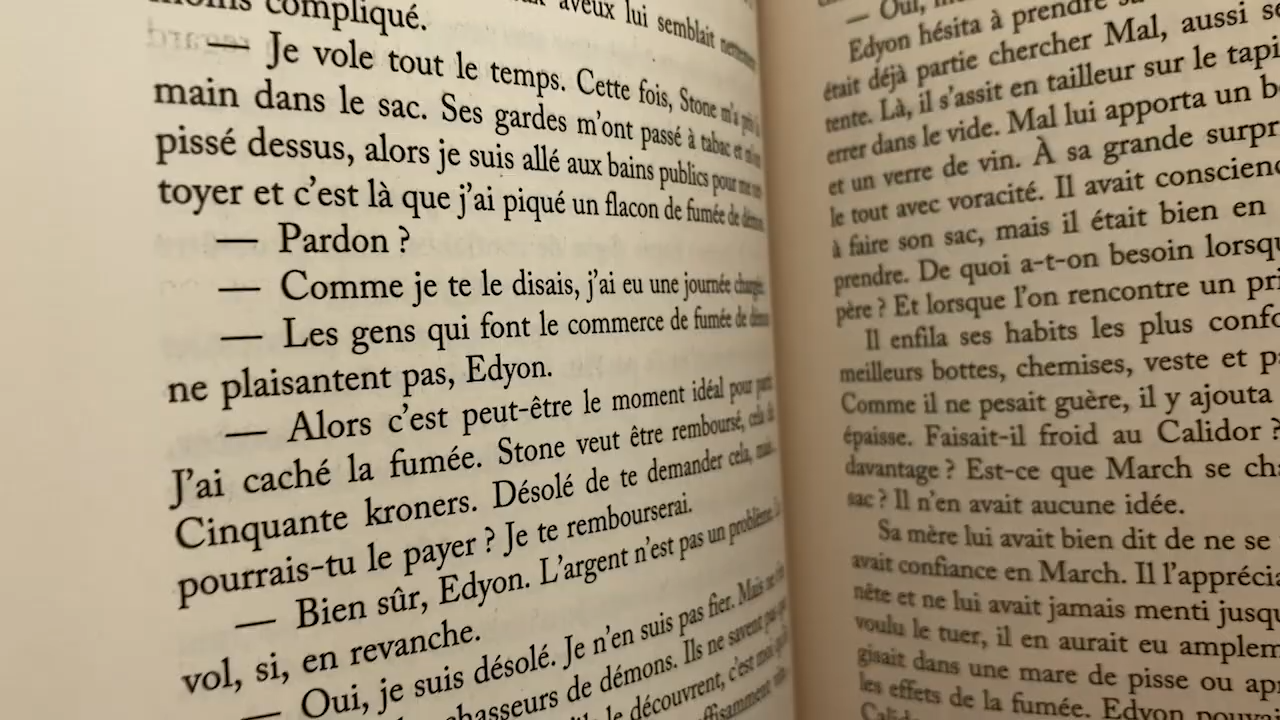 moins compliqué.
aveux lui semblait nettement
— Je vole tout le temps. Cette fois, Stone m'a pris la
main dans le sac. Ses gardes m'ont passé à tabac et m'ont
pissé dessus, alors je suis allé aux bains publics pour me
toyer et c'est là que j'ai piqué un flacon de fumée de démon.
— Pardon ?
— Comme je te le disais, j'ai eu une journée chargée.
— Les gens qui font le commerce de fumée de démon
ne plaisantent pas, Edyon.
— Alors c'est peut-être le moment idéal pour partir
J'ai caché la fumée. Stone veut être remboursé, cela
Cinquante kroners. Désolé de te demander cela, mais
pourrais-tu le payer ? Je te rembourserai.
— Bien sûr, Edyon. L'argent n'est pas un problème. Le
vol, si, en revanche.
— Oui, je suis désolé. Je n'en suis pas fier. Mais
chasseurs de démons. Ils ne savent pas
le découvrent, c'est moi
— Oui,
Edyon hésita à prendre
était déjà partie chercher Mal, aussi
tente. Là, il s'assit en tailleur sur le
errer dans le vide. Mal lui apporta un
et un verre de vin. À sa grande
le tout avec voracité. Il avait
à faire son sac, mais il était bien en
prendre. De quoi a-t-on besoin
père ? Et lorsque l'on rencontre un
Il enfila ses habits les plus
meilleurs bottes, chemises, veste et
Comme il ne pesait guère, il y ajouta
épaisse. Faisait-il froid au Calidor ?
davantage ? Est-ce que March se
sac ? Il n'en avait aucune idée.
Sa mère lui avait bien dit de ne se
avait confiance en March. Il
nête et ne lui avait jamais menti
voulu le tuer, il en aurait eu
gisait dans une mare de pisse ou
les effets de la fumée. Edyon